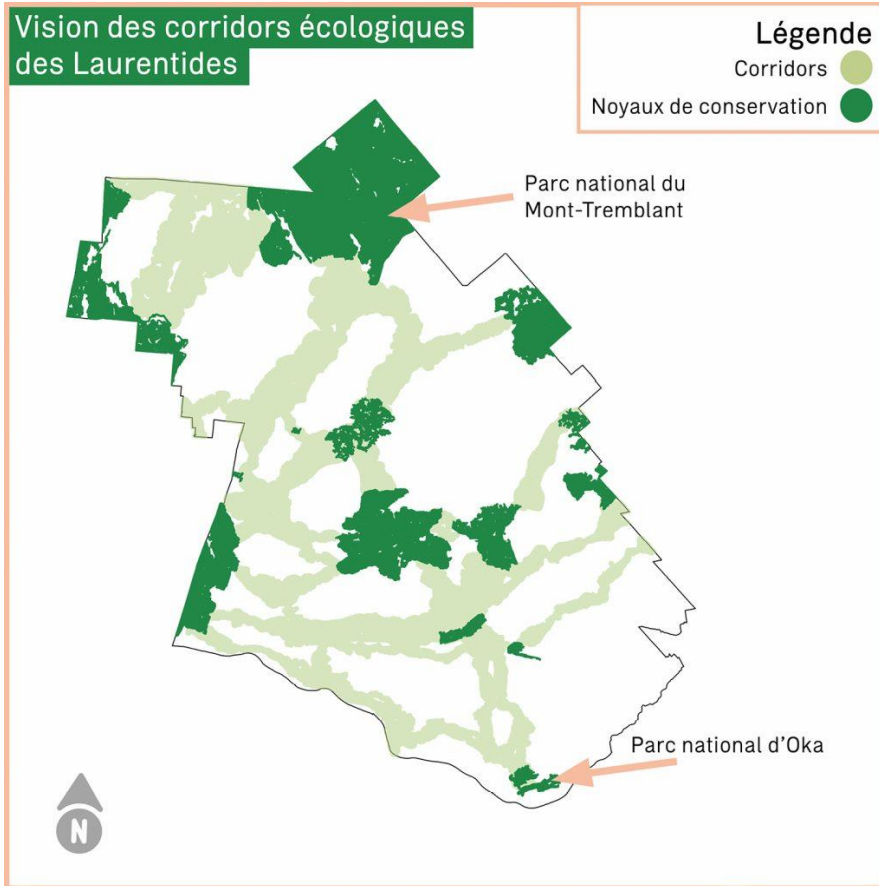 Vision des corridors écologiques
des Laurentides
Légende
Corridors
Noyaux de conservation
Parc national du
Mont-Tremblant
Parc national d'Oka
N